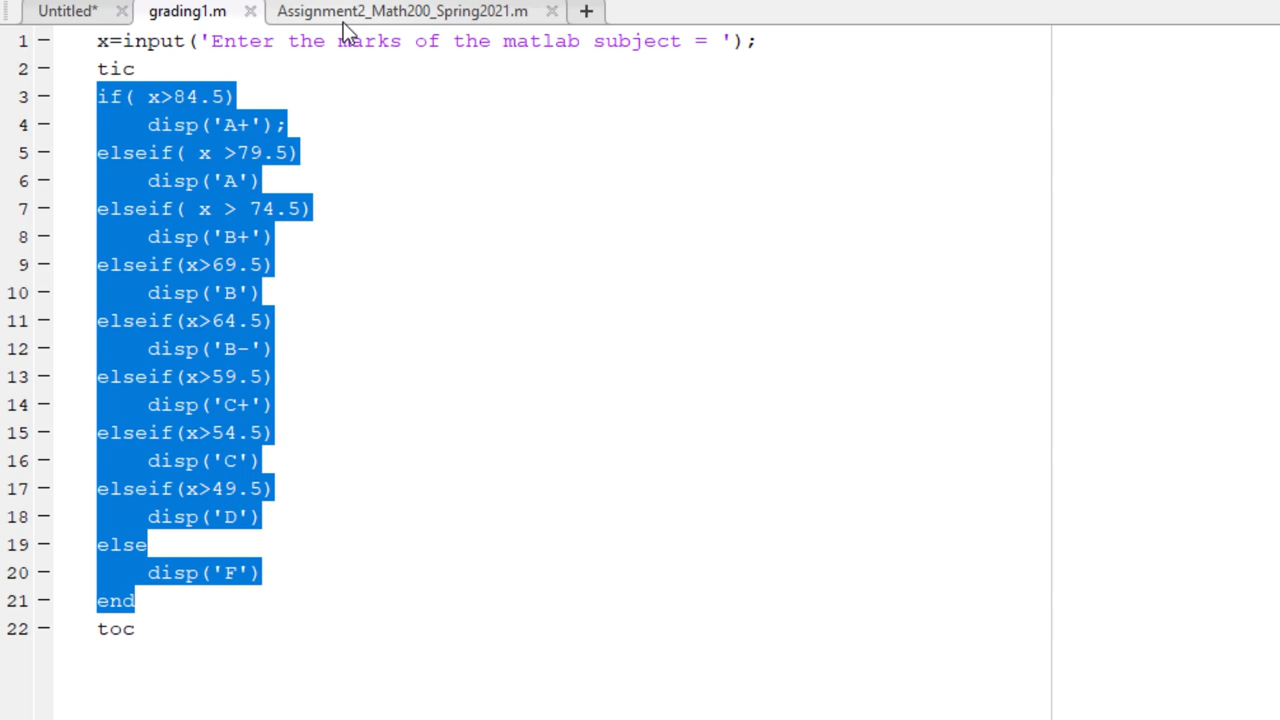 Untitled* grading1.m Assignment2_Math200_Spring2021.m
1 x=input('Enter the marks of the matlab subject = ');
2 tic
3 if( x>84.5)
4 disp('A+');
5 elseif( x >79.5)
6 disp('A')
7 elseif( x > 74.5)
8 disp('B+')
9 elseif(x>69.5)
10 disp('B')
11 elseif(x>64.5)
12 disp('B-')
13 elseif(x>59.5)
14 disp('C+')
15 elseif(x>54.5)
16 disp('C')
17 elseif(x>49.5)
18 disp('D')
19 else
20 disp('F')
21 end
22 toc